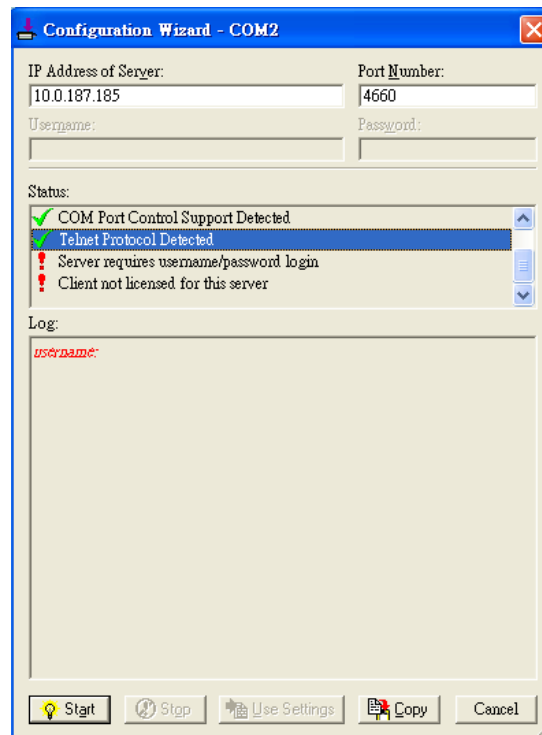 Configuration Wizard - COM2
IP Address of Server: Port Number:
10.0.187.185 4660
Username: Password:
Status:
COM Port Control Support Detected
Telnet Protocol Detected
Server requires username/password login
Client not licensed for this server
Log:
username:
Start Stop Use Settings Copy Cancel